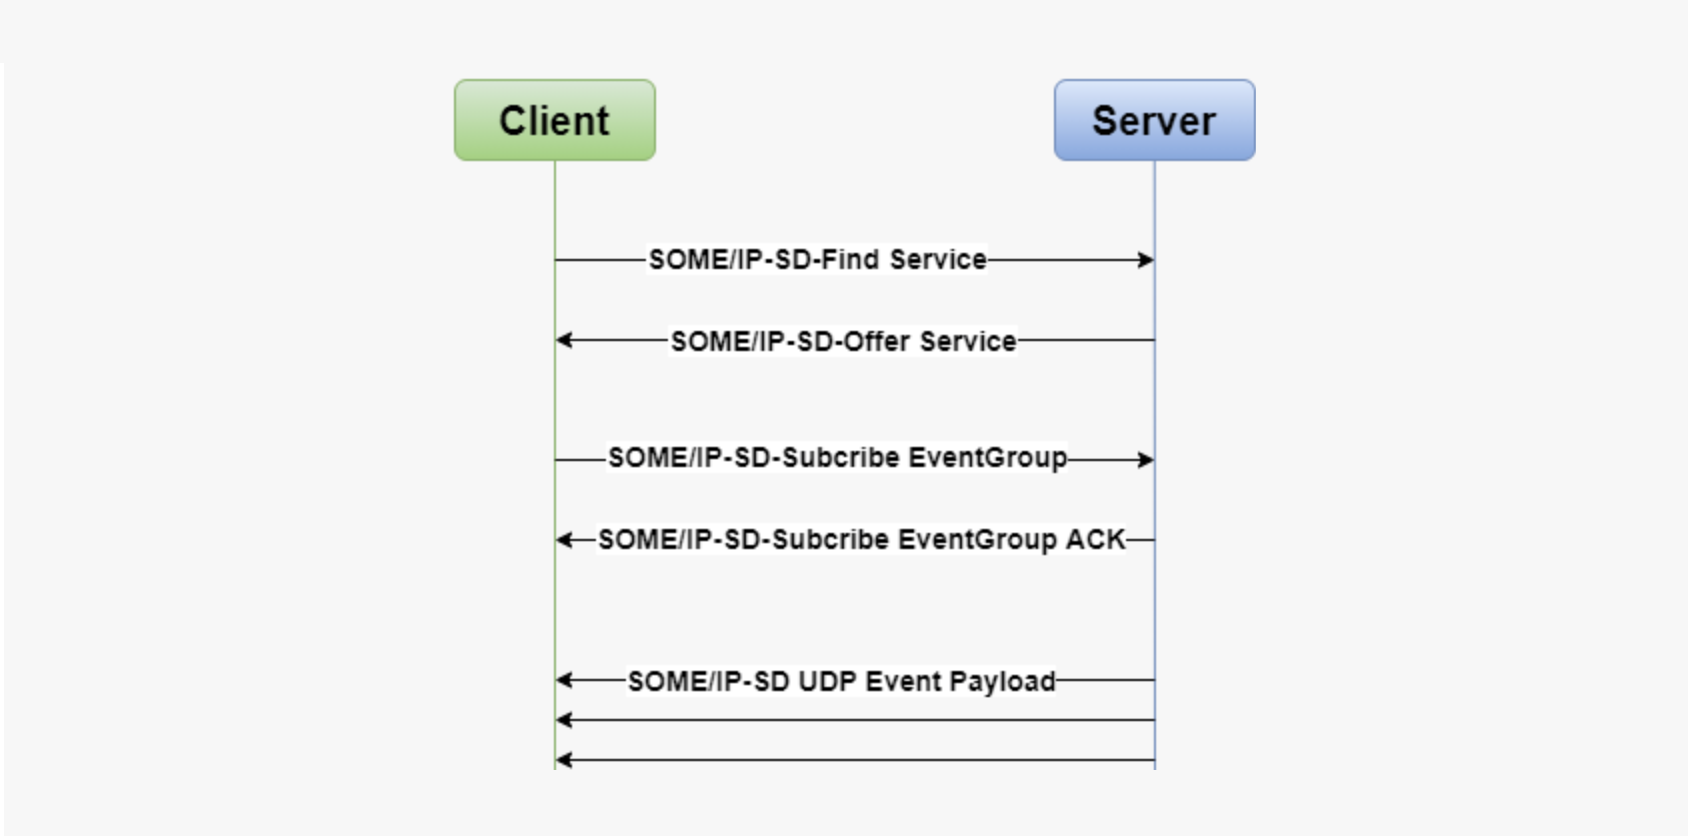 Client
Server
SOME/IP-SD-Find Service
SOME/IP-SD-Offer Service
SOME/IP-SD-Subcribe EventGroup
SOME/IP-SD-Subcribe EventGroup ACK
SOME/IP-SD UDP Event Payload